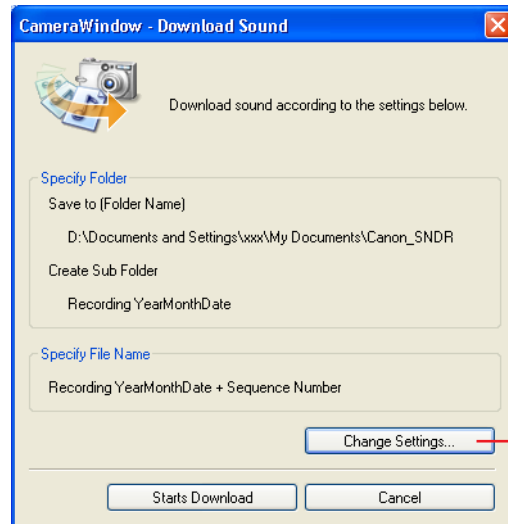 CameraWindow - Download Sound
Download sound according to the settings below.
Specify Folder
Save to (Folder Name)
D:\Documents and Settings\xxx\My Documents\Canon_SNDR
Create Sub Folder
Recording YearMonthDate
Specify File Name
Recording YearMonthDate + Sequence Number
Change Settings...
Starts Download
Cancel